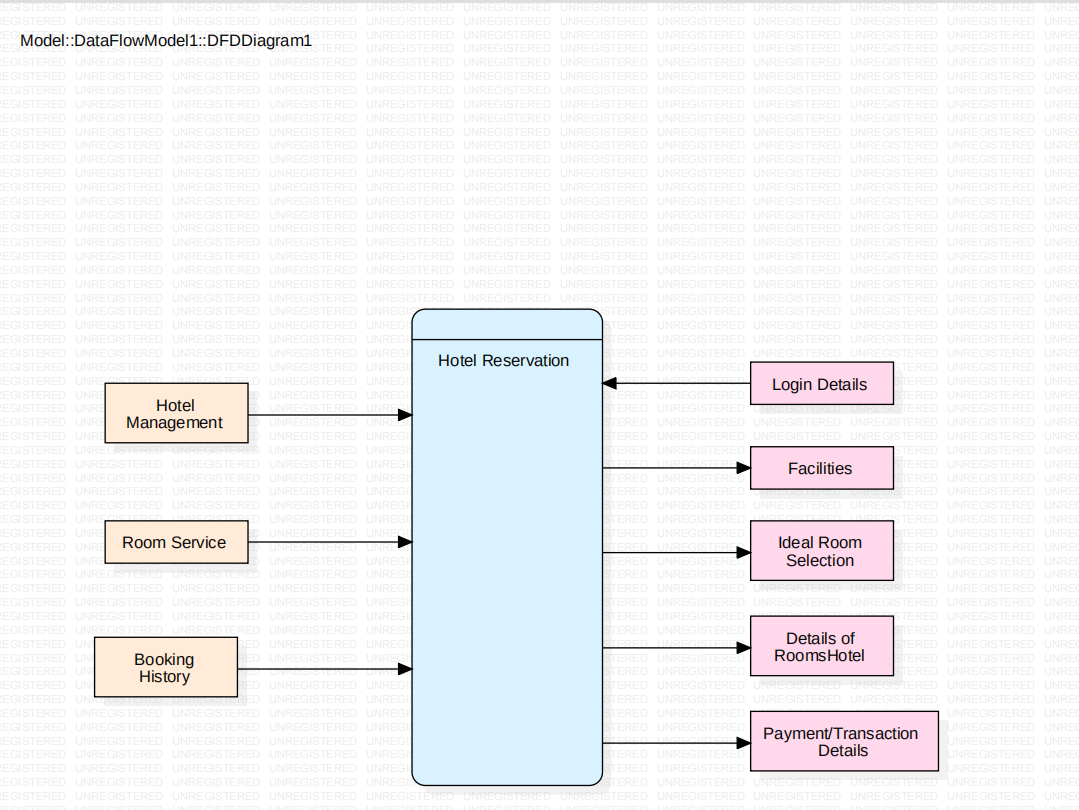 Model::DataFlowModel1::DFDDiagram1
Hotel Reservation
Login Details
Hotel
Management
Facilities
Room Service
Ideal Room
Selection
Booking
History
Details of
RoomsHotel
Payment/Transaction
Details
UNREGISTERED